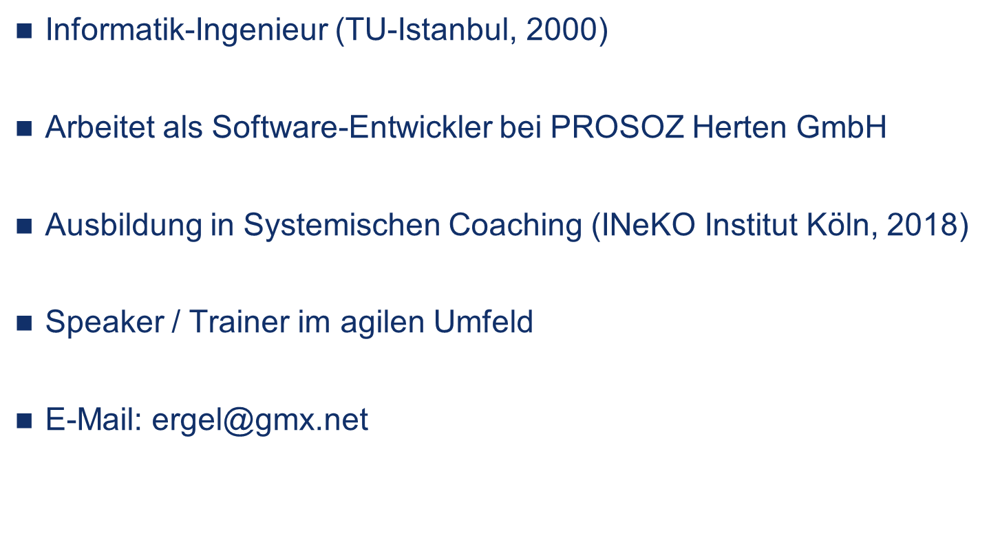 ■ Informatik-Ingenieur (TU-Istanbul, 2000)
■ Arbeitet als Software-Entwickler bei PROSOZ Herten GmbH
■ Ausbildung in Systemischen Coaching (INeKO Institut Köln, 2018)
■ Speaker / Trainer im agilen Umfeld
■ E-Mail: ergel@gmx.net